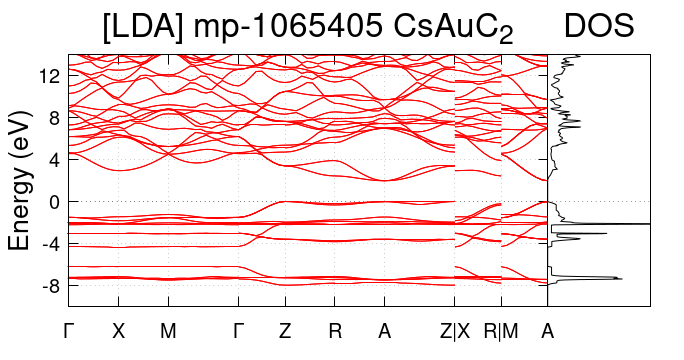 [LDA] mp-1065405 CsAuC₂ DOS
Energy (eV)
12
8
4
0
-4
-8
Γ X M Γ Z R A Z|X R|M A